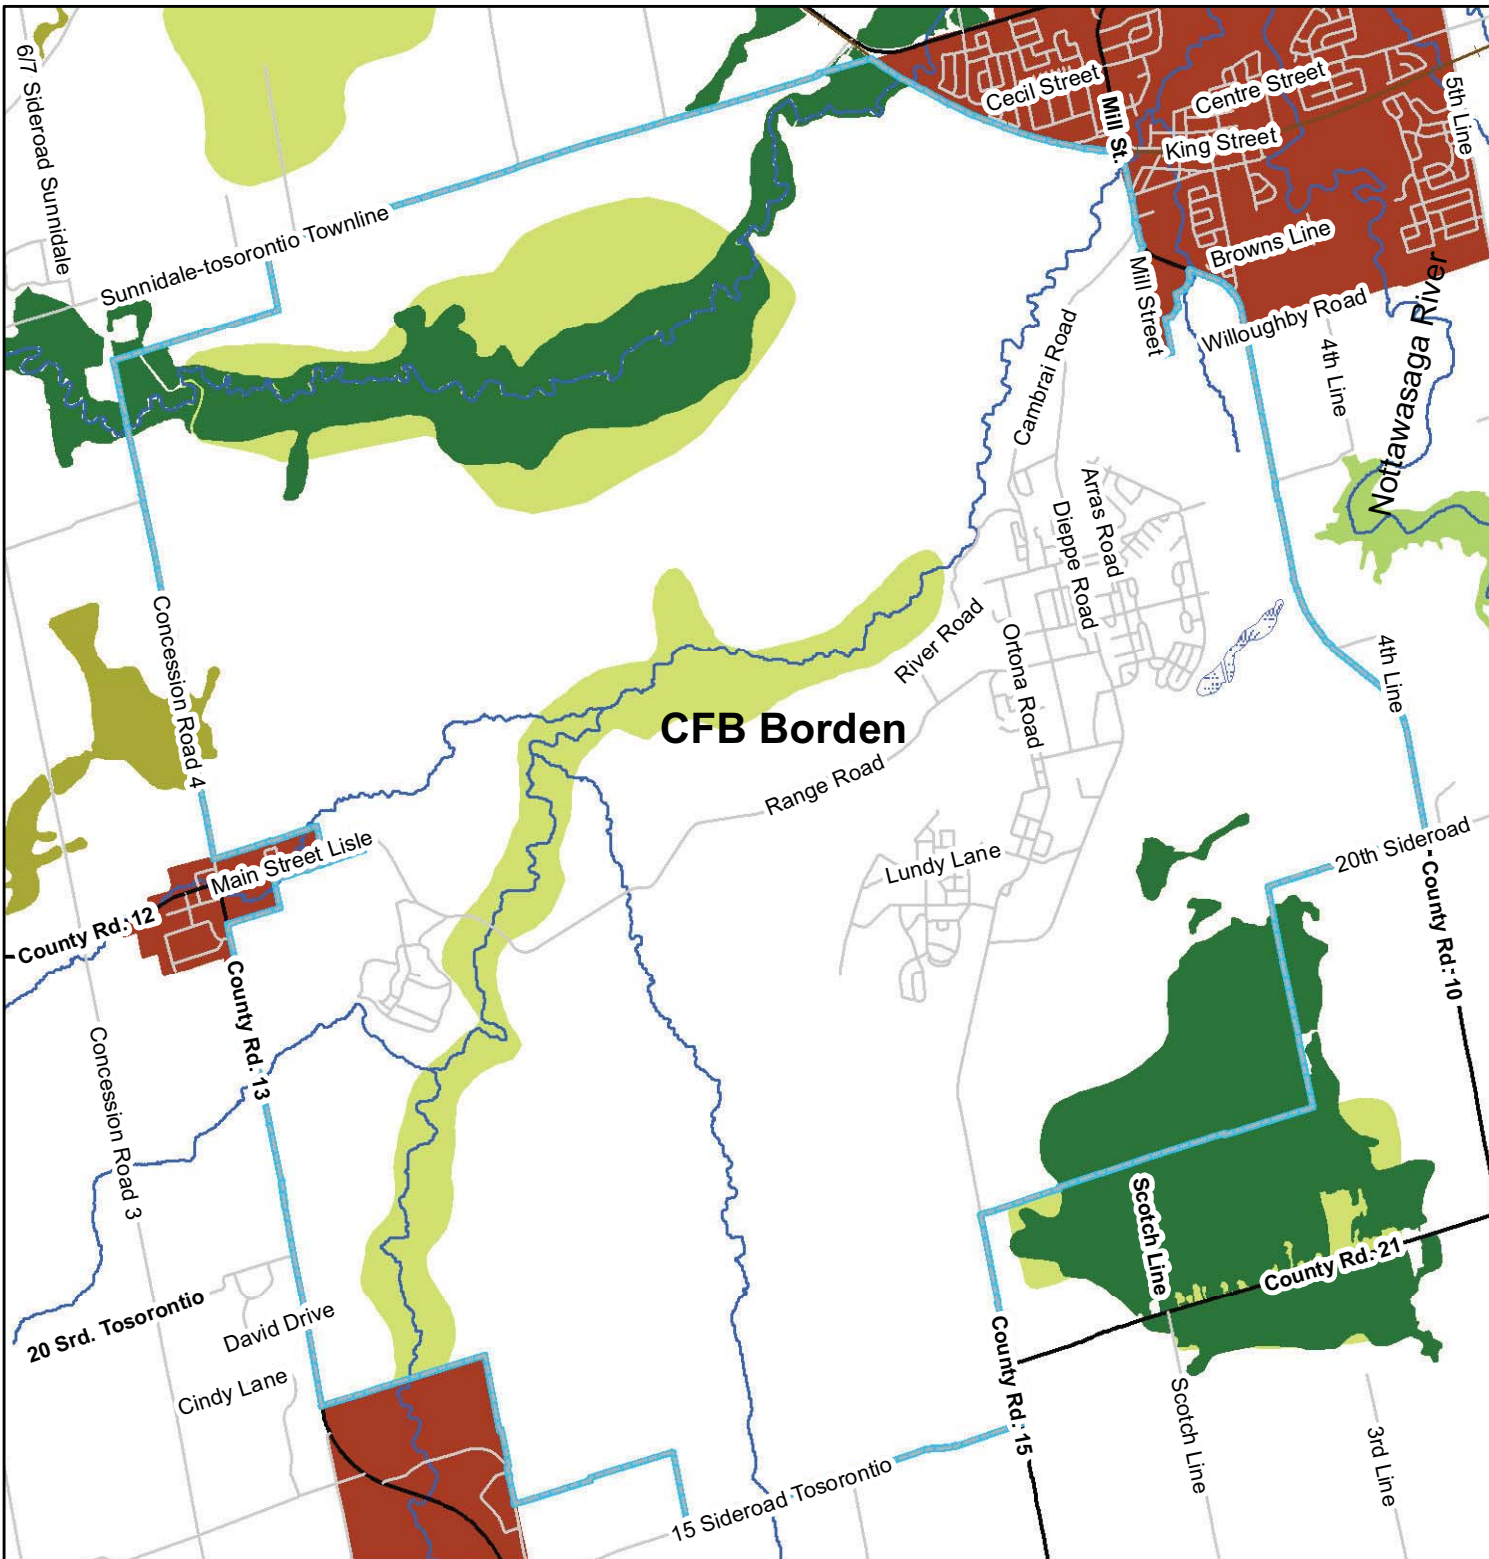 6/7 Sideroad Sunnidale
Cecil Street
Mill St.
Centre Street
5th Line
King Street
Sunnidale-tosorontio Townline
Browns Line
Mill Street
Willoughby Road
Nottawasaga River
Cambrai Road
4th Line
Arras Road
Dieppe Road
Concession Road 4
River Road
Ortona Road
4th Line
CFB Borden
Range Road
Main Street Lisle
Lundy Lane
20th Sideroad
County Rd. 12
County Rd. 10
County Rd. 13
Concession Road 3
Scotch Line
County Rd. 21
20 Srd. Tosorontio
David Drive
Cindy Lane
County Rd. 15
Scotch Line
3rd Line
15 Sideroad Tosorontio